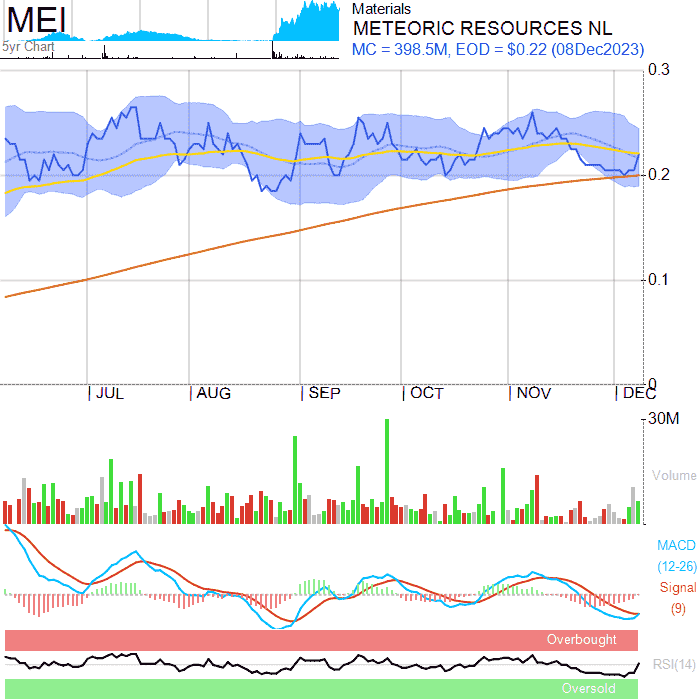 MEI
5yr Chart
Materials
METEORIC RESOURCES NL
MC = 398.5M, EOD = $0.22 (08Dec2023)
0.3
0.2
0.1
0
JUL AUG SEP OCT NOV DEC
30M
Volume
MACD
(12-26)
Signal
(9)
Overbought
RSI(14)
Oversold